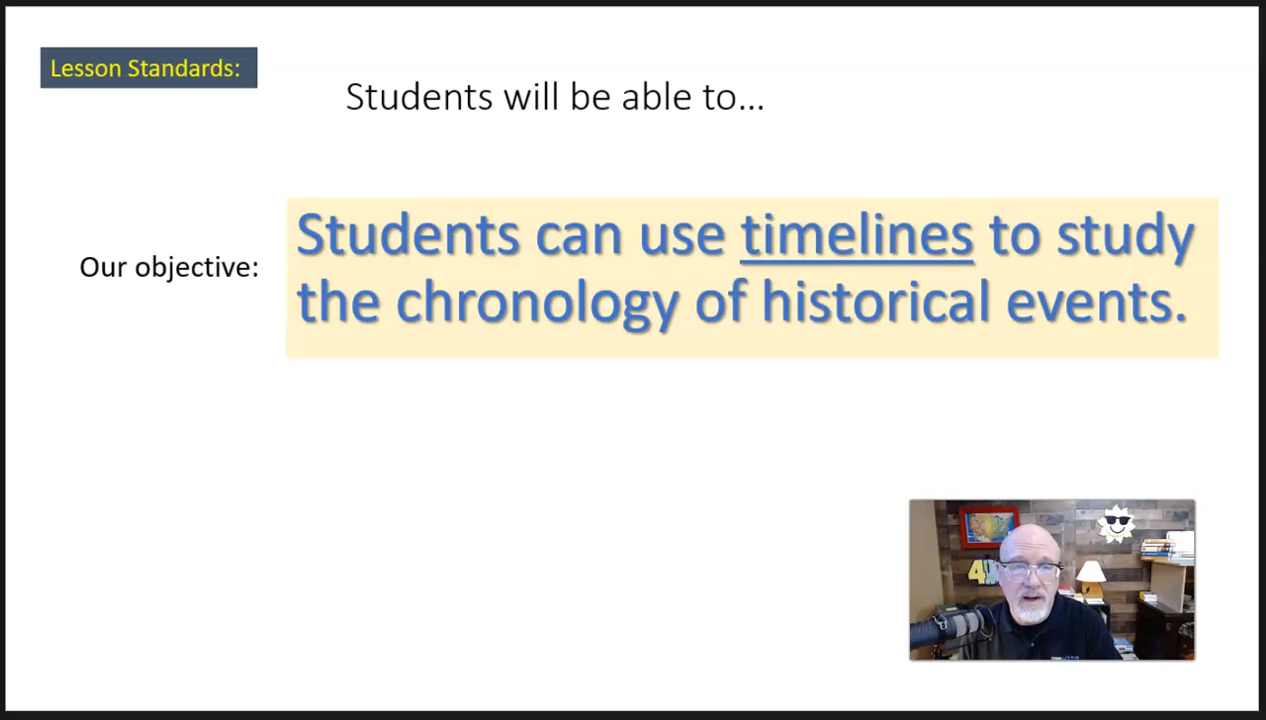 Lesson Standards:
Students will be able to...
Our objective:
Students can use timelines to study
the chronology of historical events.